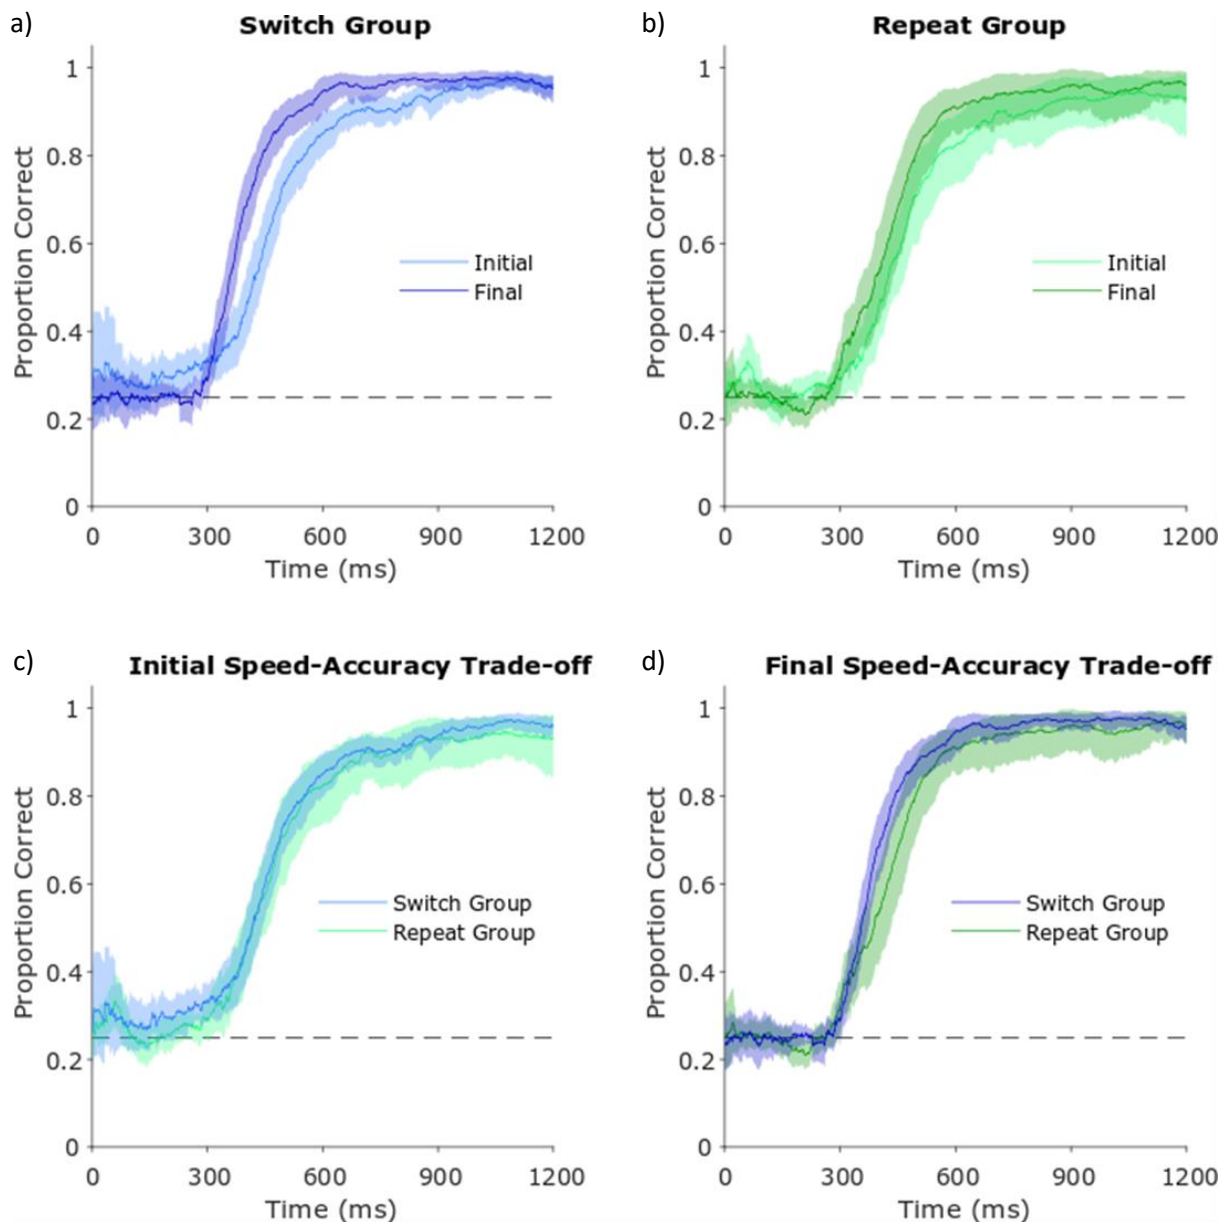 a)
Switch Group
1
0.8
0.6
0.4
0.2
0
Proportion Correct
Initial
Final
0 300 600 900 1200
Time (ms)
b)
Repeat Group
1
0.8
0.6
0.4
0.2
0
Proportion Correct
Initial
Final
0 300 600 900 1200
Time (ms)
c)
Initial Speed-Accuracy Trade-off
1
0.8
0.6
0.4
0.2
0
Proportion Correct
Switch Group
Repeat Group
0 300 600 900 1200
Time (ms)
d)
Final Speed-Accuracy Trade-off
1
0.8
0.6
0.4
0.2
0
Proportion Correct
Switch Group
Repeat Group
0 300 600 900 1200
Time (ms)